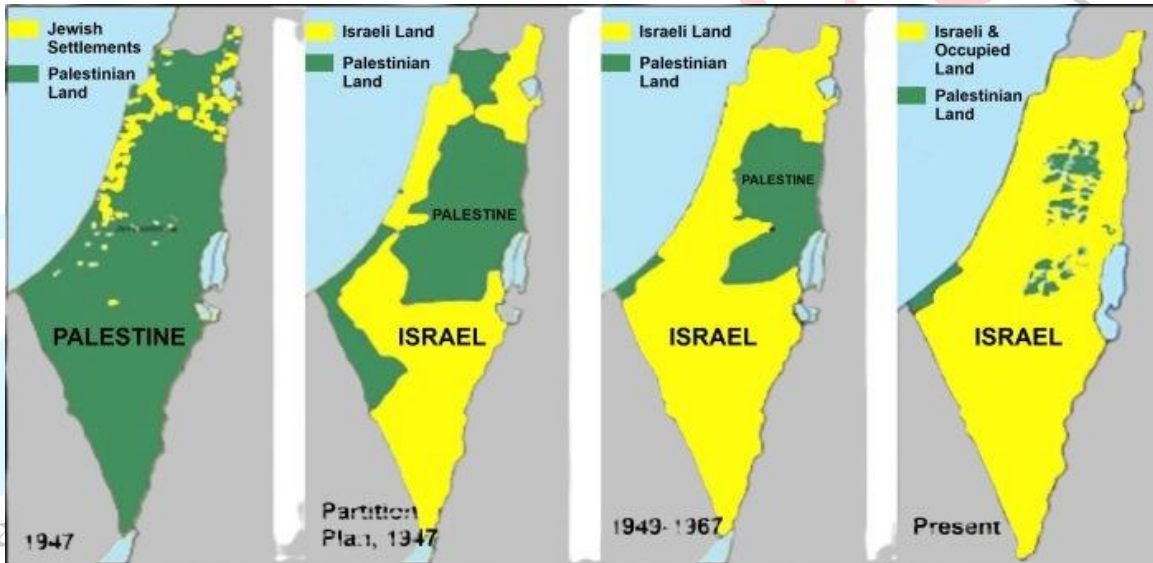 Jewish
Settlements
Palestinian
Land
PALESTINE
1947
Israeli Land
Palestinian Land
PALESTINE
ISRAEL
Partition
Plan, 1947
Israeli Land
Palestinian
Land
PALESTINE
ISRAEL
1949-1967
Israeli &
Occupied
Land
Palestinian
Land
ISRAEL
Present